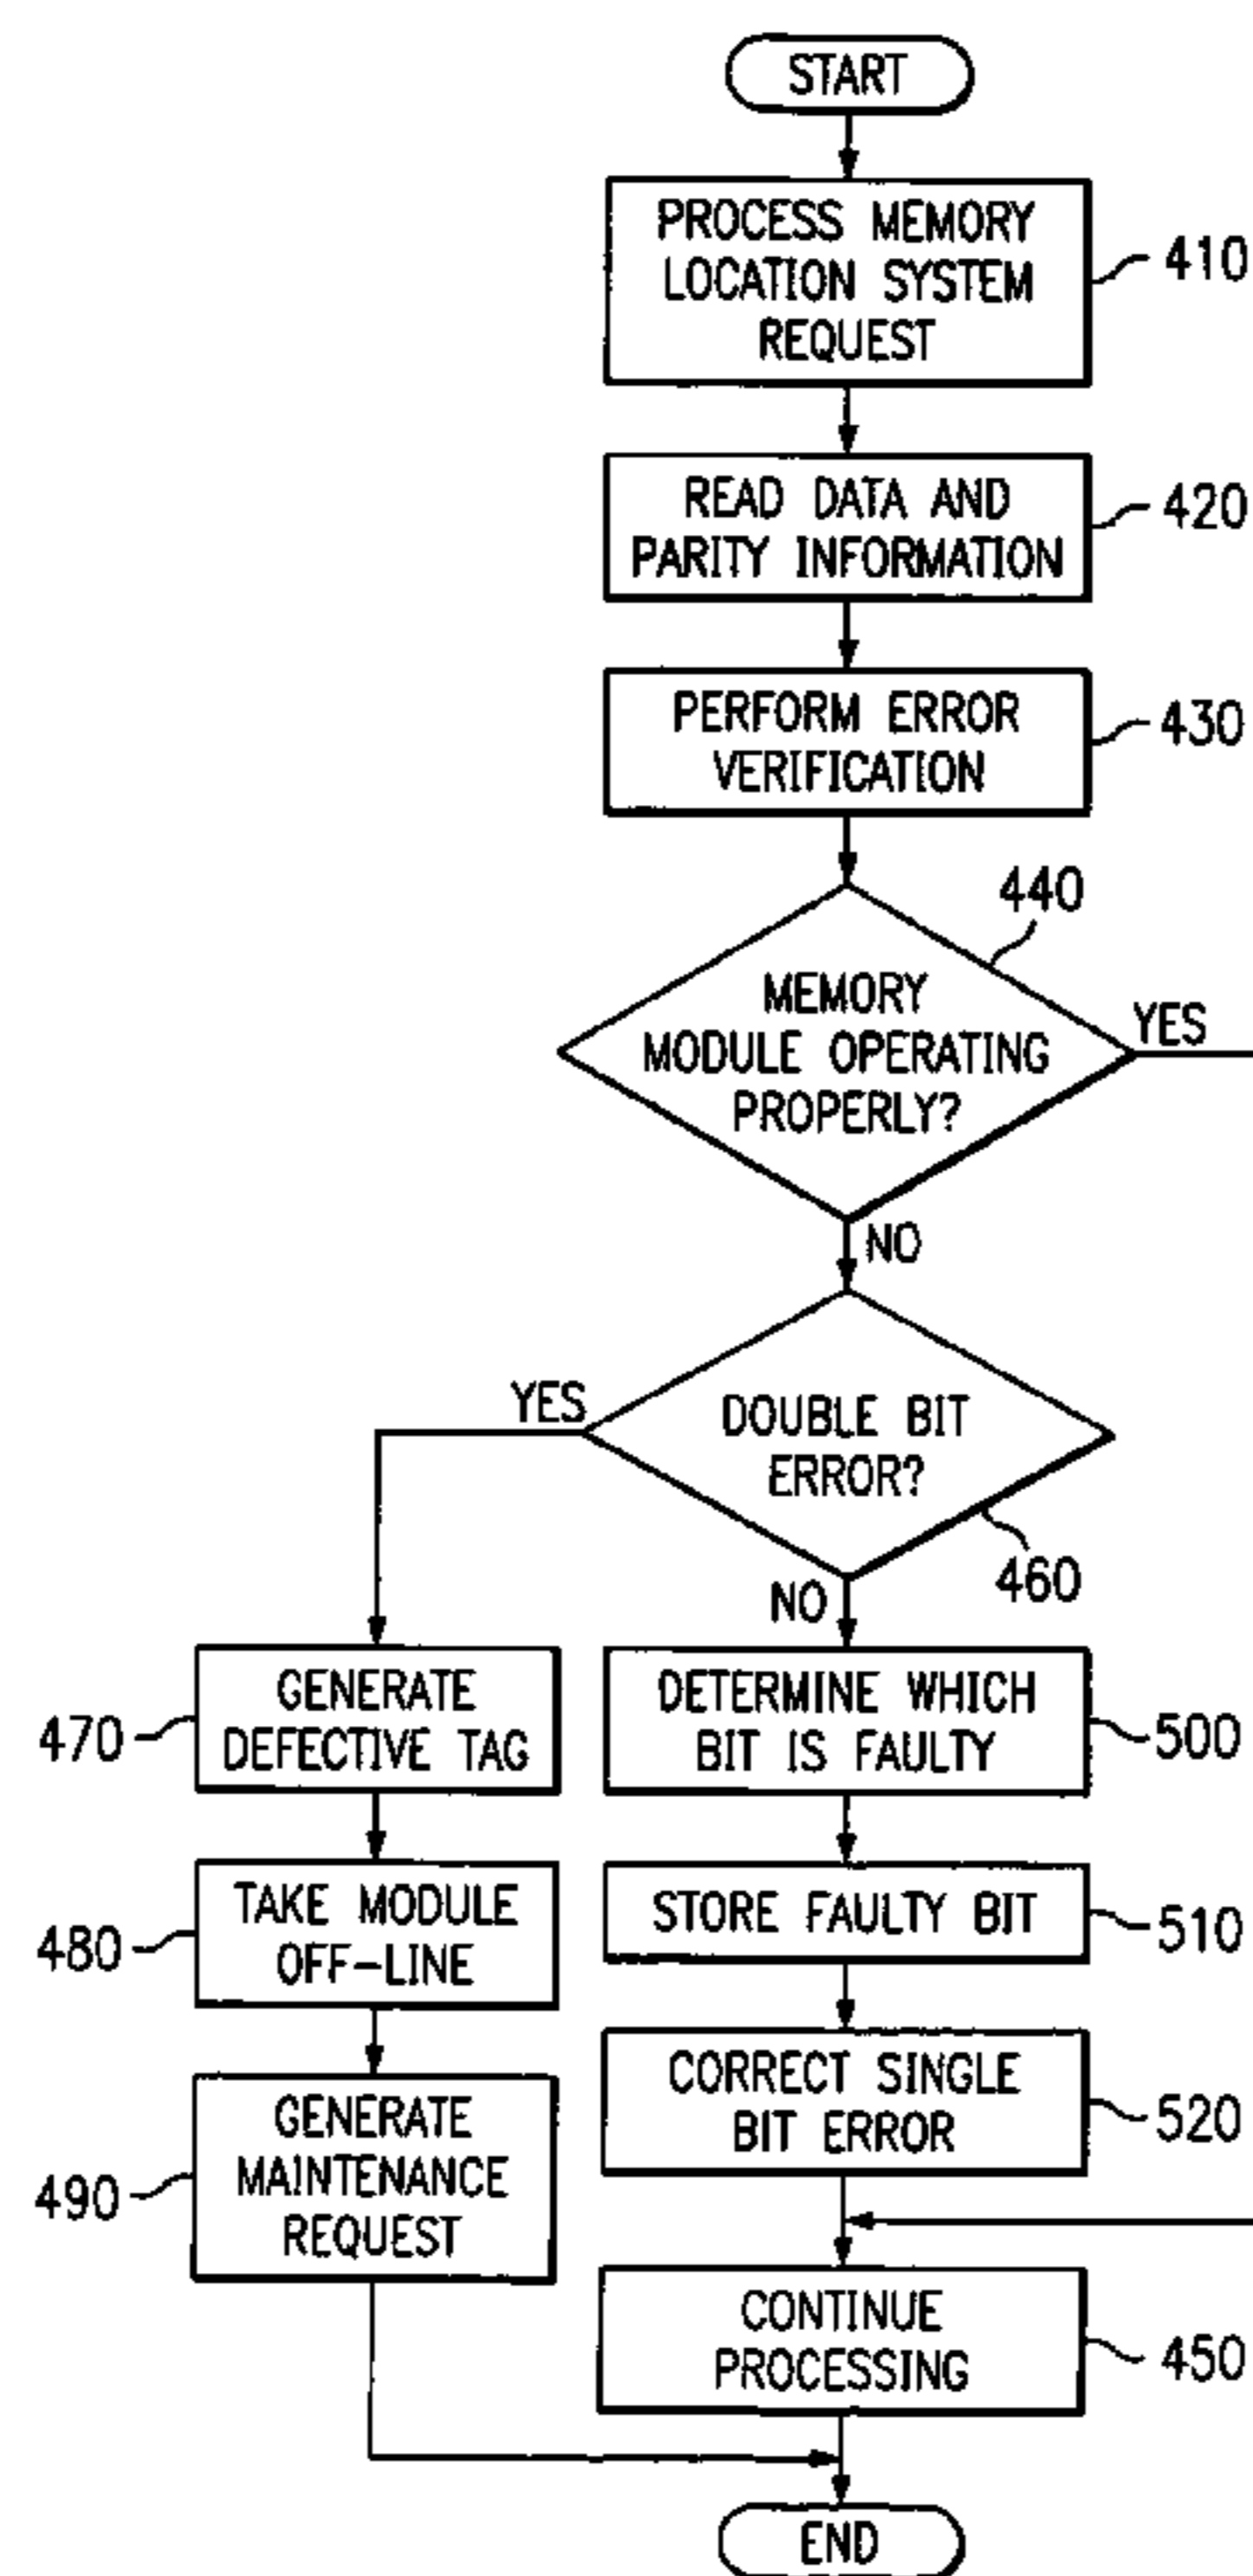 START
PROCESS MEMORY
LOCATION SYSTEM
REQUEST
410
READ DATA AND
PARITY INFORMATION
420
PERFORM ERROR
VERIFICATION
430
440
MEMORY
MODULE OPERATING
PROPERLY?
YES
NO
DOUBLE BIT
ERROR?
YES
460
NO
GENERATE
DEFECTIVE TAG
470
DETERMINE WHICH
BIT IS FAULTY
500
TAKE MODULE
OFF-LINE
480
STORE FAULTY BIT
510
GENERATE
MAINTENANCE
REQUEST
490
CORRECT SINGLE
BIT ERROR
520
CONTINUE
PROCESSING
450
END